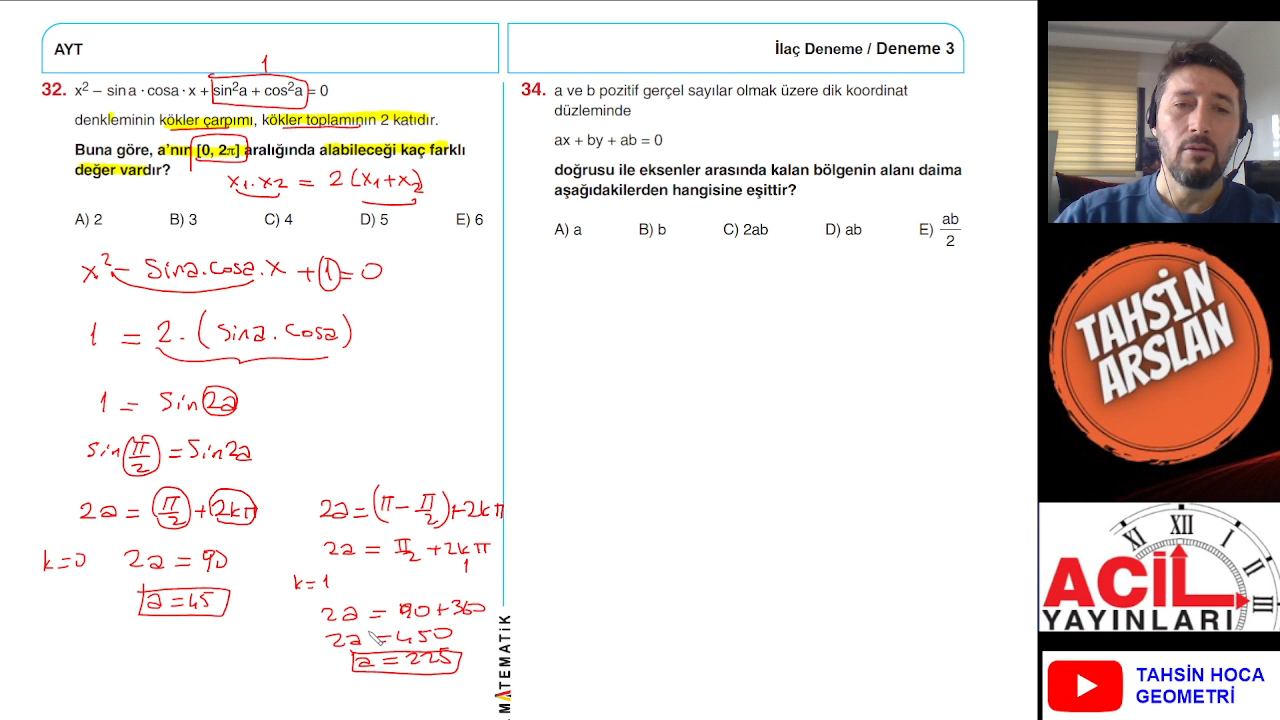 AYT
1
32. x² – sina · cosa · x + sin²a + cos²a = 0
denkleminin kökler çarpımı, kökler toplamının 2 katıdır.
Buna göre, a'nın [0, 2π] aralığında alabileceği kaç farklı
değer vardır?
x₁.x₂ = 2(x₁+x₂)
A) 2 B) 3 C) 4 D) 5 E) 6
x² – sina.cosa.x + 1 = 0
1 = 2.(sina.cosa)
1 = sin2a
sin π/2 = sin2a
2a = π/2 + 2kπ
k=0 2a = 90
a = 45
2a = (π – π/2) + 2kπ
2a = π/2 + 2kπ
1
k=1
2a = 90 + 360
2a = 450
a = 225
MATEMATİK
İlaç Deneme / Deneme 3
34. a ve b pozitif gerçel sayılar olmak üzere dik koordinat
düzleminde
ax + by + ab = 0
doğrusu ile eksenler arasında kalan bölgenin alanı daima
aşağıdakilerden hangisine eşittir?
A) a B) b C) 2ab D) ab E) ab/2
TAHSİN
ARSLAN
XI XII I II III
ACİL
YAYINLARI
TAHSİN HOCA
GEOMETRİ